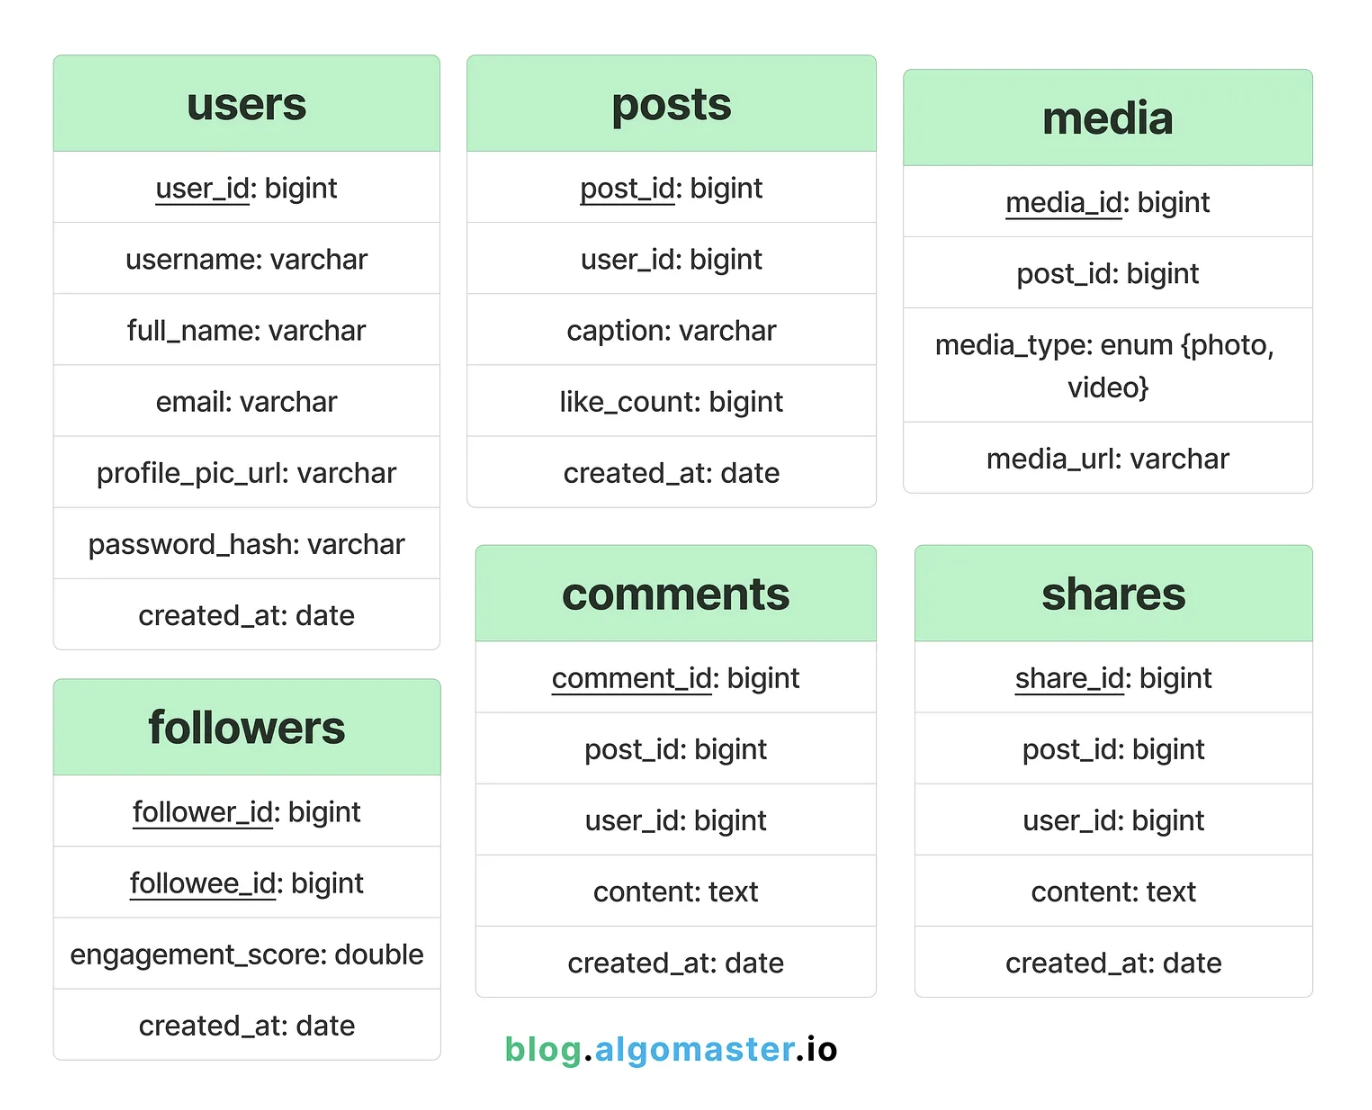 users
user_id: bigint
username: varchar
full_name: varchar
email: varchar
profile_pic_url: varchar
password_hash: varchar
created_at: date
posts
post_id: bigint
user_id: bigint
caption: varchar
like_count: bigint
created_at: date
media
media_id: bigint
post_id: bigint
media_type: enum {photo,
video}
media_url: varchar
followers
follower_id: bigint
followee_id: bigint
engagement_score: double
created_at: date
comments
comment_id: bigint
post_id: bigint
user_id: bigint
content: text
created_at: date
shares
share_id: bigint
post_id: bigint
user_id: bigint
content: text
created_at: date
blog.algomaster.io